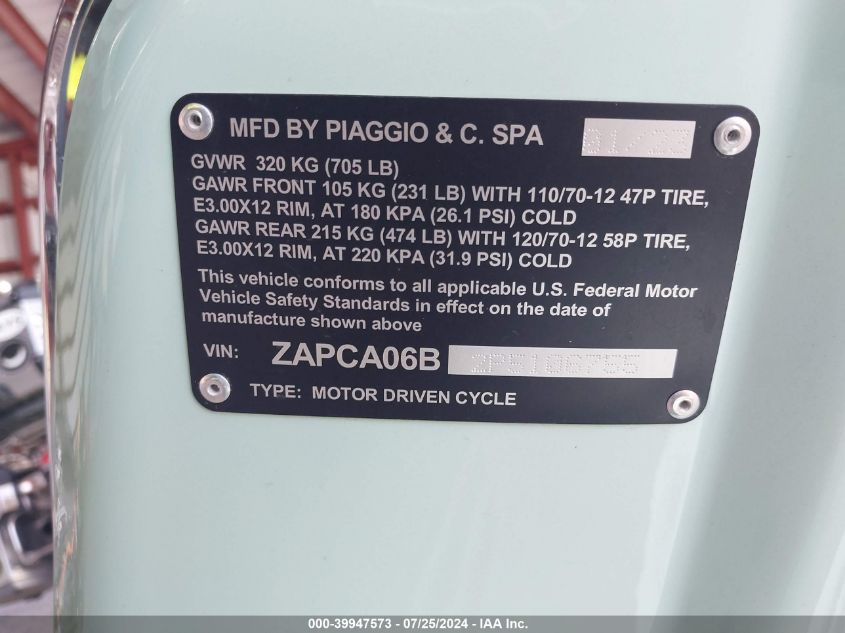 MFD BY PIAGGIO & C. SPA 01/23
GVWR 320 KG (705 LB)
GAWR FRONT 105 KG (231 LB) WITH 110/70-12 47P TIRE,
E3.00X12 RIM, AT 180 KPA (26.1 PSI) COLD
GAWR REAR 215 KG (474 LB) WITH 120/70-12 58P TIRE,
E3.00X12 RIM, AT 220 KPA (31.9 PSI) COLD
This vehicle conforms to all applicable U.S. Federal Motor
Vehicle Safety Standards in effect on the date of
manufacture shown above
VIN: ZAPCA06B 2P5106755
TYPE: MOTOR DRIVEN CYCLE
000-39947573 - 07/25/2024 - IAA Inc.